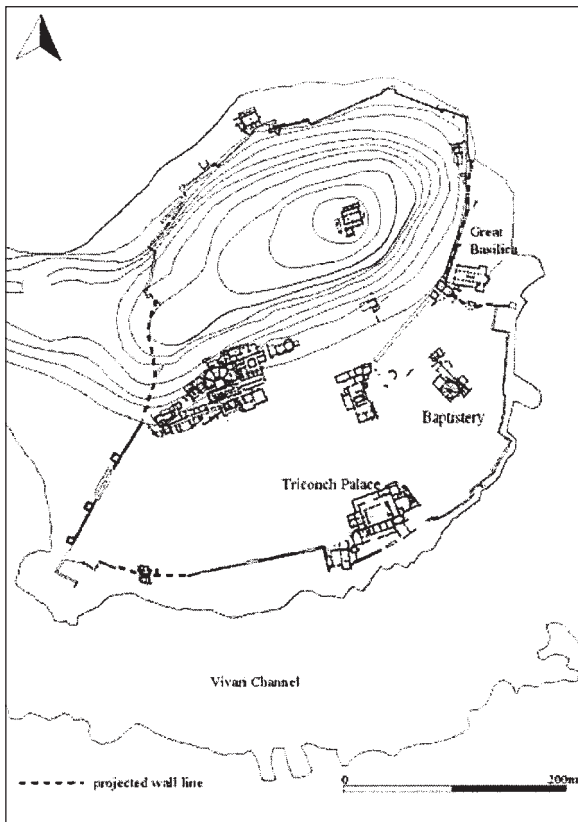 Great
Basilica
Baptistery
Triconch Palace
Vivari Channel
projected wall line
0 200m